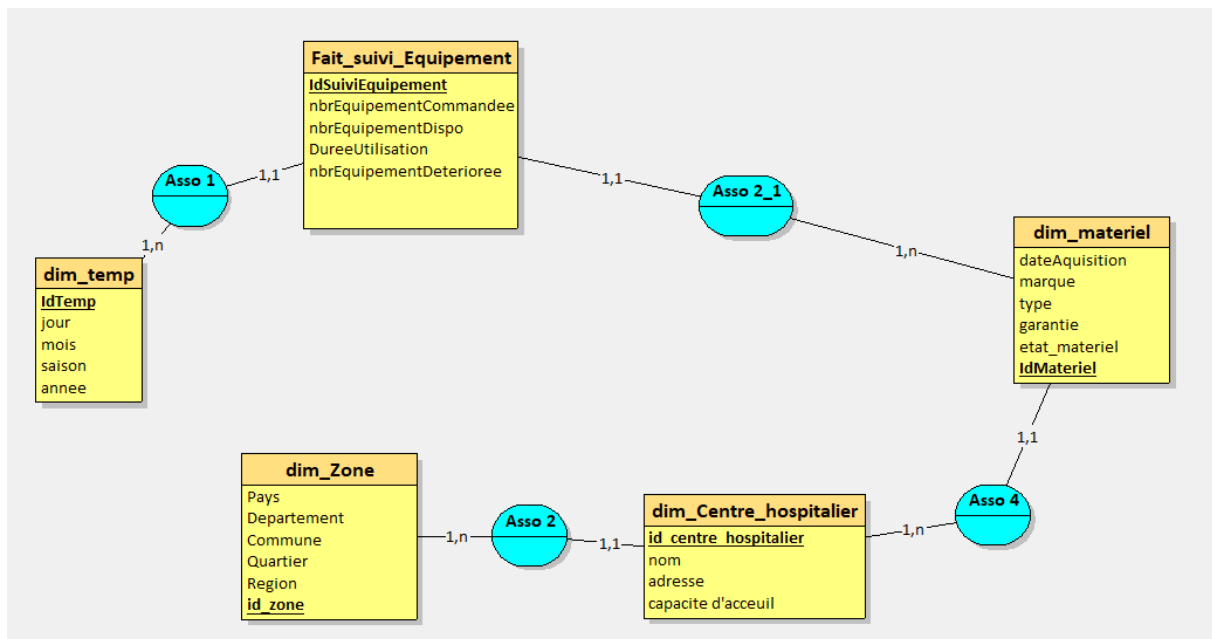 Fait_suivi_Equipement
IdSuiviEquipement
nbrEquipementCommandee
nbrEquipementDispo
DureeUtilisation
nbrEquipementDeterioree
Asso 1
1,1
1,n
dim_temp
IdTemp
jour
mois
saison
annee
1,1
Asso 2_1
1,n
dim_materiel
dateAquisition
marque
type
garantie
etat_materiel
IdMateriel
1,1
Asso 4
1,n
dim_Centre_hospitalier
id_centre_hospitalier
nom
adresse
capacite d'acceuil
1,1
Asso 2
1,n
dim_Zone
Pays
Departement
Commune
Quartier
Region
id_zone